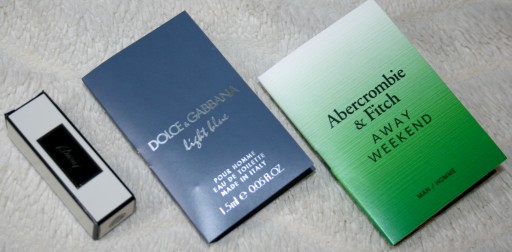 DOLCE & GABBANA
light blue
POUR HOMME
EAU DE TOILETTE
MADE IN ITALY
1.5ml e 0.05 FL.OZ.
Abercrombie
& Fitch
AWAY
WEEKEND
MAN / HOMME